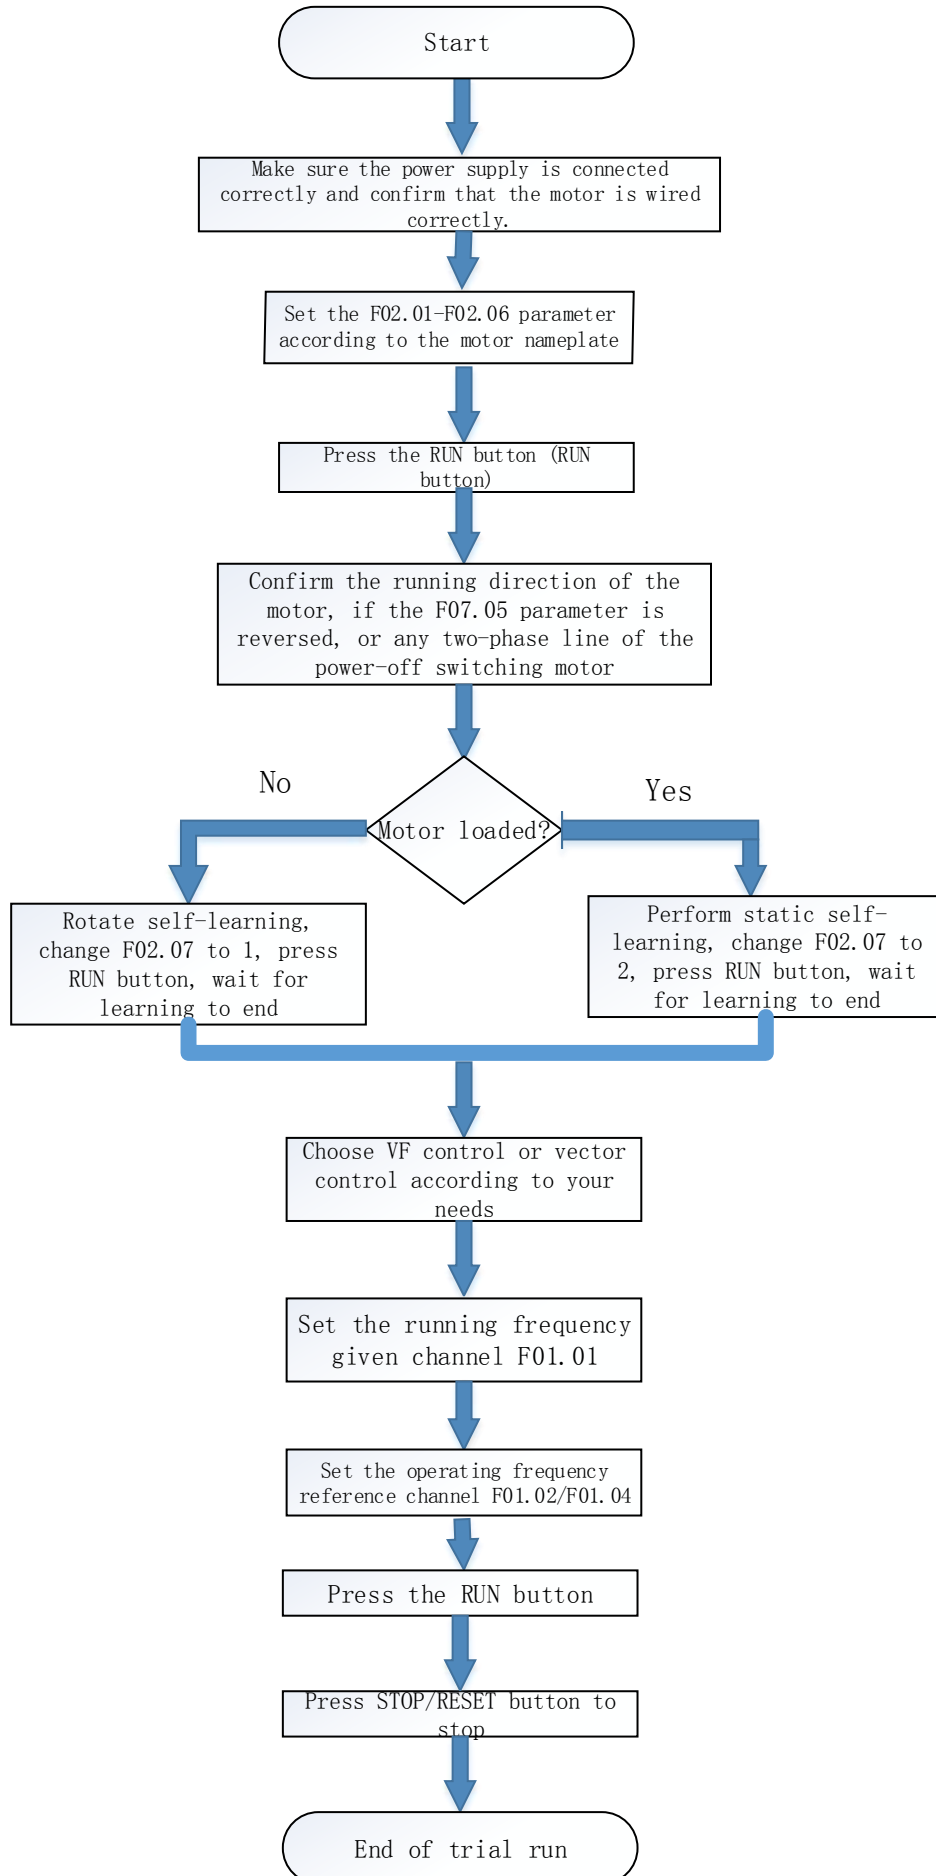 Start
Make sure the power supply is connected
correctly and confirm that the motor is wired
correctly.
Set the F02.01-F02.06 parameter
according to the motor nameplate
Press the RUN button (RUN
button)
Confirm the running direction of the
motor, if the F07.05 parameter is
reversed, or any two-phase line of the
power-off switching motor
No
Yes
Motor loaded?
Rotate self-learning,
change F02.07 to 1, press
RUN button, wait for
learning to end
Perform static self-
learning, change F02.07 to
2, press RUN button, wait
for learning to end
Choose VF control or vector
control according to your
needs
Set the running frequency
given channel F01.01
Set the operating frequency
reference channel F01.02/F01.04
Press the RUN button
Press STOP/RESET button to
stop
End of trial run